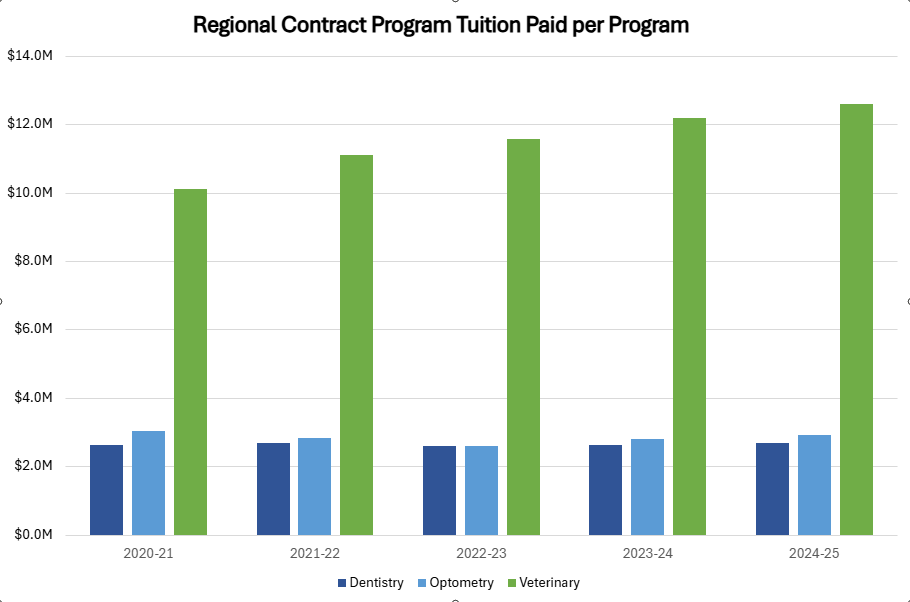 Regional Contract Program Tuition Paid per Program
$14.0M
$12.0M
$10.0M
$8.0M
$6.0M
$4.0M
$2.0M
$0.0M
2020-21 2021-22 2022-23 2023-24 2024-25
Dentistry Optometry Veterinary